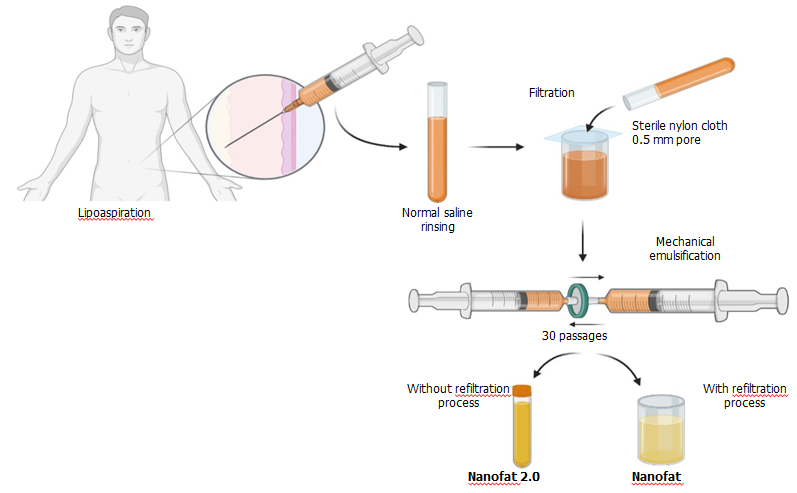 Filtration
Sterile nylon cloth
0.5 mm pore
Lipoaspiration
Normal saline
rinsing
Mechanical
emulsification
30 passages
Without refiltration
process
With refiltration
process
Nanofat 2.0
Nanofat